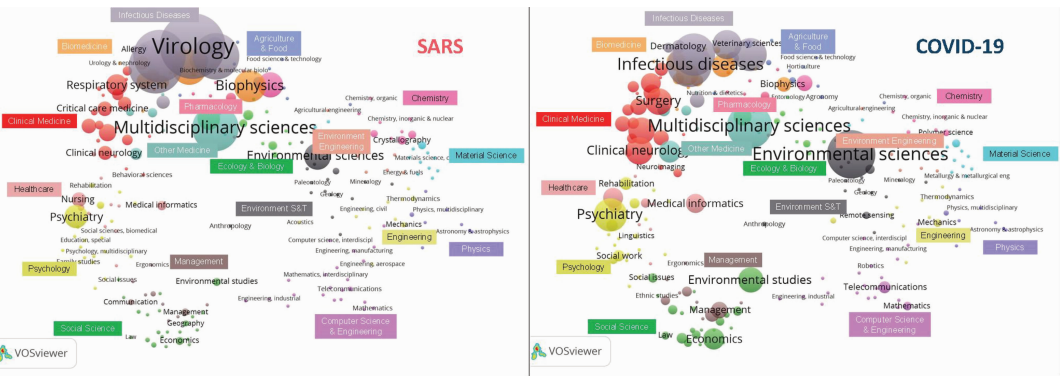 Infectious Diseases
Virology
SARS
Agriculture
& Food
Biomedicine
Allergy
Food science & technology
Urology & nephrology
Biochemistry & molecular biolo
Respiratory system
Biophysics
Critical care medicine
Pharmacology
Chemistry, organic
Chemistry
Agricultural engineering
Clinical Medicine
Multidisciplinary sciences
Chemistry, inorganic & nuclear
Environment
Engineering
Crystallography
Clinical neurology
Other Medicine
Environmental sciences
Materials science, c
Material Science
Ecology & Biology
Energy & fuels
Behavioral sciences
Paleontology
Mineralogy
Healthcare
Rehabilitation
Geology
Nursing
Thermodynamics
Medical informatics
Environment S&T
Engineering, civil
Physics, multidisciplinary
Psychiatry
Acoustics
Mechanics
Social sciences, biomedical
Anthropology
Astronomy & astrophysics
Education, special
Computer science, interdiscipl
Engineering
Psychology, multidisciplinary
Engineering, manufacturing
Physics
Family studies
Management
Psychology
Ergonomics
Engineering, aerospace
Mathematics, interdisciplinary
Social issues
Environmental studies
Telecommunications
Communication
Engineering, industrial
Management
Mathematics
Geography
Computer Science
& Engineering
Social Science
Law
Economics
VOSviewer
Infectious Diseases
COVID-19
Agriculture
& Food
Biomedicine
Dermatology
Veterinary sciences
Food science & technology
Infectious diseases
Horticulture
Biophysics
Nutrition & dietetics
Entomology
Agronomy
Surgery
Pharmacology
Chemistry, organic
Chemistry
Agricultural engineering
Clinical Medicine
Multidisciplinary sciences
Chemistry, inorganic & nuclear
Polymer science
Environment Engineering
Clinical neurolog
Other Medicine
Environmental sciences
Material Science
Neuroimaging
Ecology & Biology
Metallurgy & metallurgical eng
Healthcare
Rehabilitation
Paleontology
Mineralogy
Geology
Medical informatics
Thermodynamics
Environment S&T
Physics, multidisciplinary
Psychiatry
Remote sensing
Anthropology
Mechanics
Astronomy & astrophysics
Linguistics
Computer science, interdiscipl
Engineering
Social work
Engineering, manufacturing
Physics
Psychology
Ergonomics
Management
Robotics
Social issues
Environmental studies
Telecommunications
Ethnic studies
Engineering, industrial
Management
Mathematics
Social Science
Law
Economics
Computer Science
& Engineering
VOSviewer